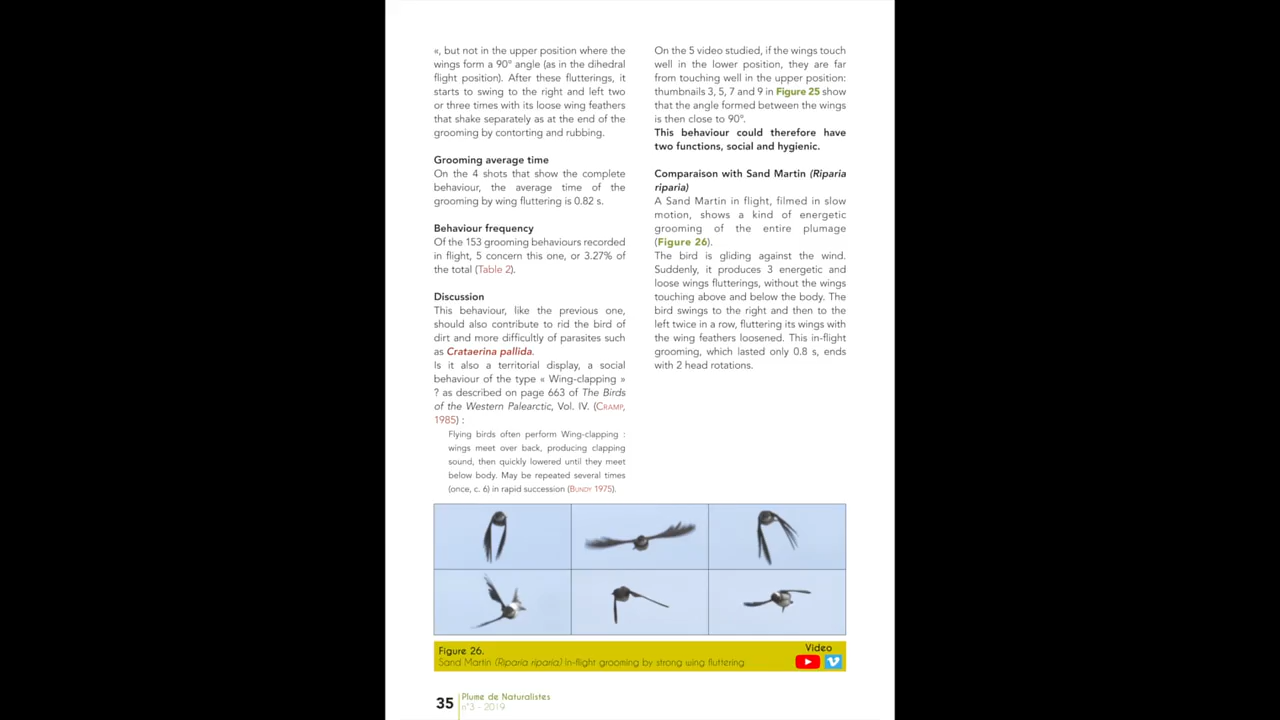 «, but not in the upper position where the
wings form a 90° angle (as in the dihedral
flight position). After these flutterings, it
starts to swing to the right and left two
or three times with its loose wing feathers
that shake separately as at the end of the
grooming by contorting and rubbing.
Grooming average time
On the 4 shots that show the complete
behaviour, the average time of the
grooming by wing fluttering is 0.82 s.
Behaviour frequency
Of the 153 grooming behaviours recorded
in flight, 5 concern this one, or 3.27% of
the total (Table 2).
Discussion
This behaviour, like the previous one,
should also contribute to rid the bird of
dirt and more difficultly of parasites such
as Crataerina pallida.
Is it also a territorial display, a social
behaviour of the type « Wing-clapping »
? as described on page 663 of The Birds
of the Western Palearctic, Vol. IV. (Cramp,
1985) :
Flying birds often perform Wing-clapping :
wings meet over back, producing clapping
sound, then quickly lowered until they meet
below body. May be repeated several times
(once, c. 6) in rapid succession (Bundy 1975).
On the 5 video studied, if the wings touch
well in the lower position, they are far
from touching well in the upper position:
thumbnails 3, 5, 7 and 9 in Figure 25 show
that the angle formed between the wings
is then close to 90°.
This behaviour could therefore have
two functions, social and hygienic.
Comparaison with Sand Martin (Riparia
riparia)
A Sand Martin in flight, filmed in slow
motion, shows a kind of energetic
grooming of the entire plumage
(Figure 26).
The bird is gliding against the wind.
Suddenly, it produces 3 energetic and
loose wings flutterings, without the wings
touching above and below the body. The
bird swings to the right and then to the
left twice in a row, fluttering its wings with
the wing feathers loosened. This in-flight
grooming, which lasted only 0.8 s, ends
with 2 head rotations.
Figure 26.
Sand Martin (Riparia riparia) in-flight grooming by strong wing fluttering.
Video
35
Plume de Naturalistes
n°3 - 2019